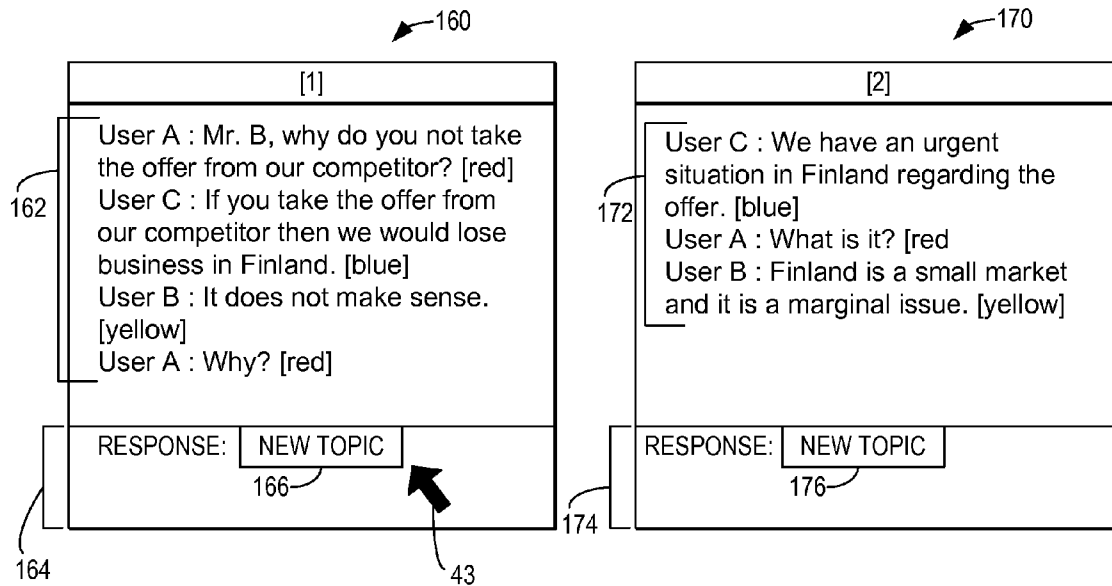 160
[1]
User A : Mr. B, why do you not take
the offer from our competitor? [red]
User C : If you take the offer from
our competitor then we would lose
business in Finland. [blue]
User B : It does not make sense.
[yellow]
User A : Why? [red]
162
RESPONSE: NEW TOPIC
166
164
43
170
[2]
User C : We have an urgent
situation in Finland regarding the
offer. [blue]
User A : What is it? [red
User B : Finland is a small market
and it is a marginal issue. [yellow]
172
RESPONSE: NEW TOPIC
176
174